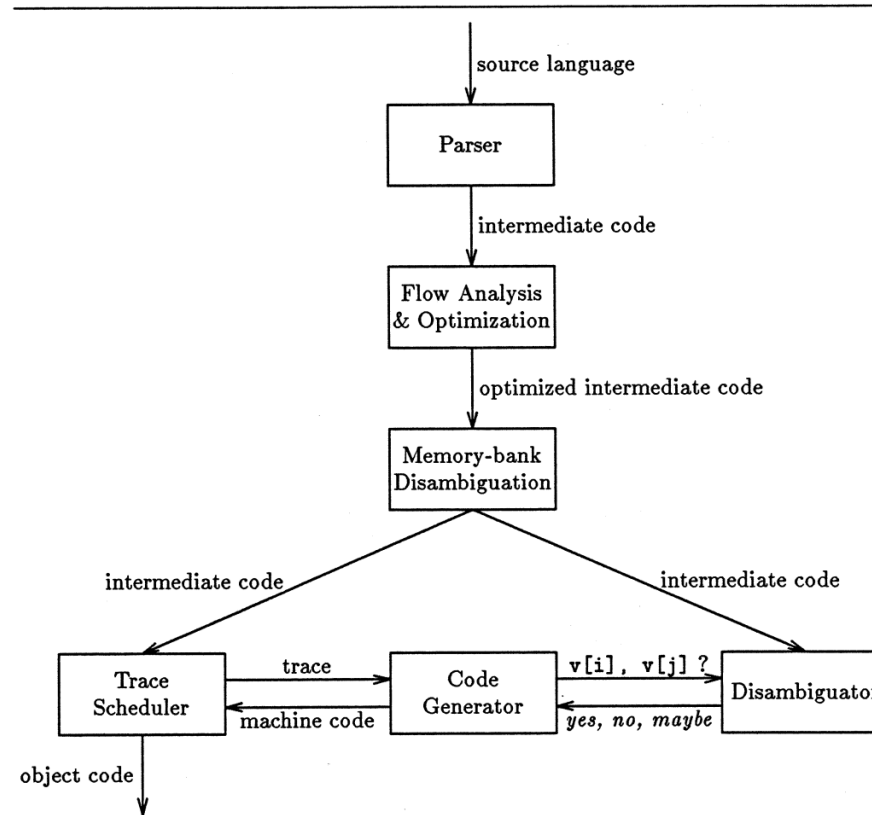 source language
Parser
intermediate code
Flow Analysis
& Optimization
optimized intermediate code
Memory-bank
Disambiguation
intermediate code
intermediate code
Trace
Scheduler
trace
machine code
Code
Generator
v[i], v[j] ?
yes, no, maybe
Disambiguator
object code